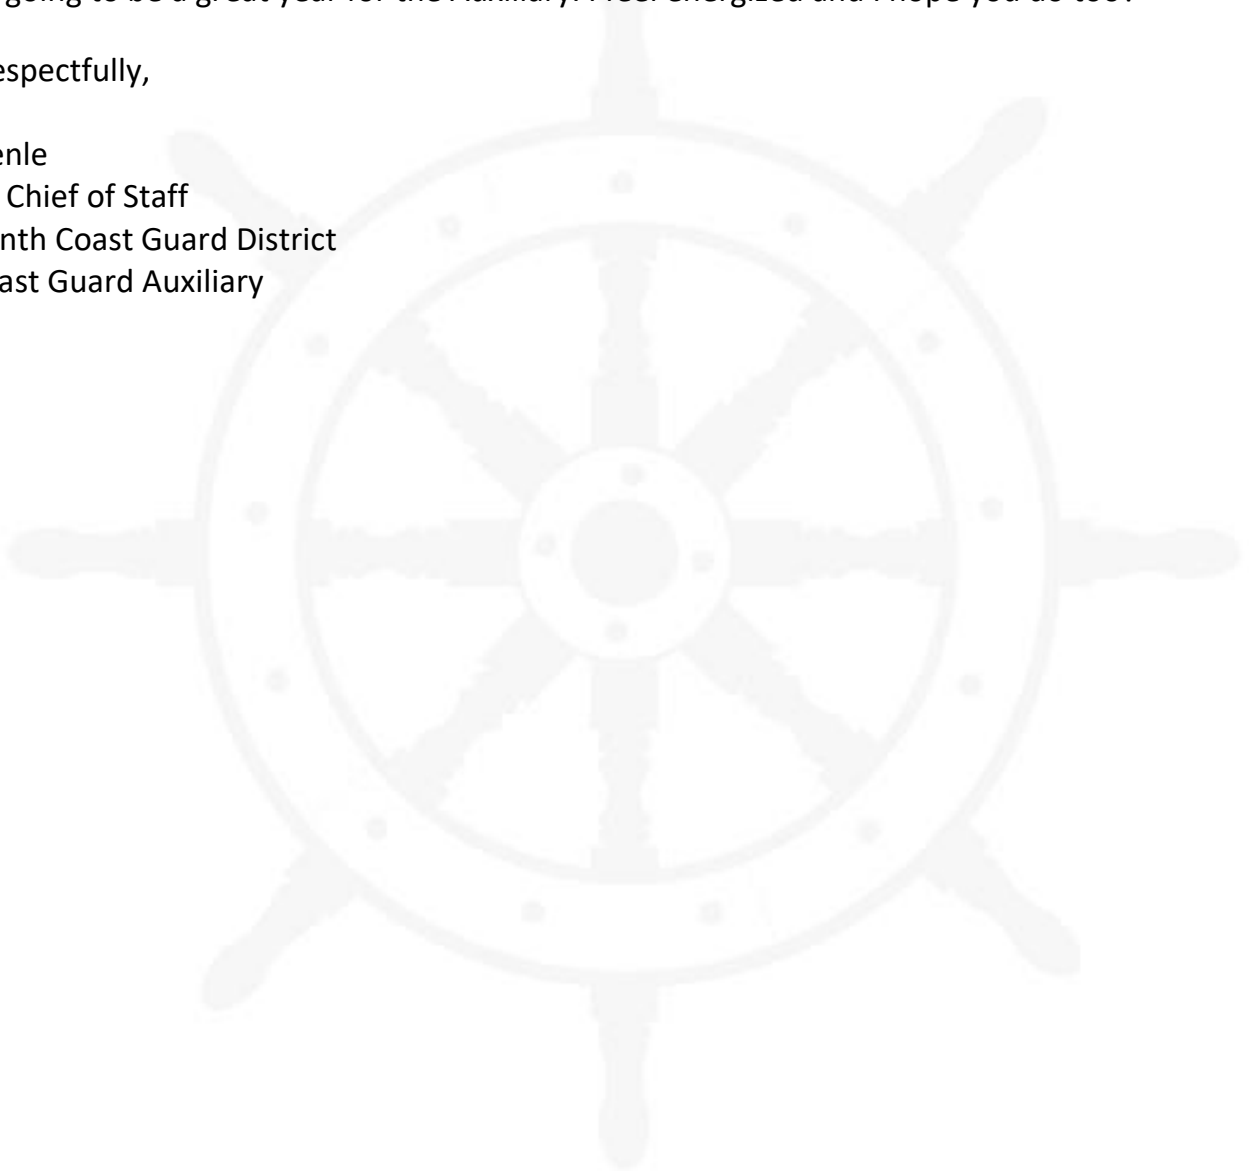 going to be a great year for the Auxiliary. I feel energized and I hope you do too!
espectfully,
enle
Chief of Staff
nth Coast Guard District
ast Guard Auxiliary